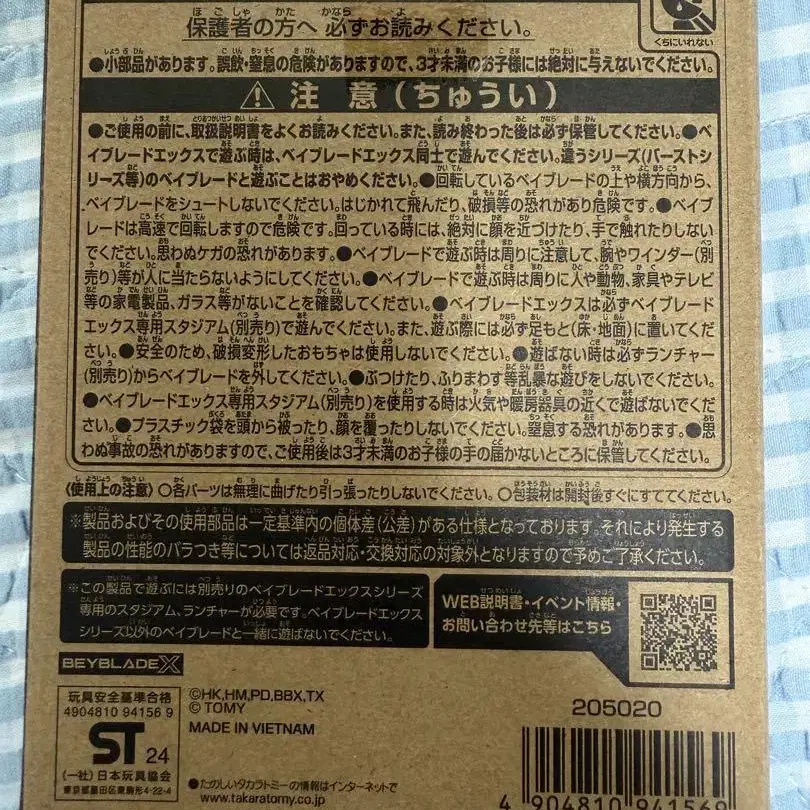 保護者の方へ 必ずお読みください。
くちにいれない
●小部品があります。誤飲・窒息の危険がありますので、3才未満のお子様には絶対に与えないでください。
注 意（ちゅうい）
●ご使用の前に、取扱説明書をよくお読みください。また、読み終わった後は必ず保管してください。●ベ
イブレードエックスで遊ぶ時は、ベイブレードエックス同士で遊んでください。違うシリーズ(バーストシ
リーズ等)のベイブレードと遊ぶことはおやめください。●回転しているベイブレードの上や横方向から、
ベイブレードをシュートしないでください。はじかれて飛んだり、破損等の恐れがあり危険です。●ベイブ
レードは高速で回転しますので危険です。回っている時には、絶対に顔を近づけたり、手で触れたりしない
でください。思わぬケガの恐れがあります。●ベイブレードで遊ぶ時は周りに注意して、腕やワインダー(別
売り)等が人に当たらないようにしてください。●ベイブレードで遊ぶ時は周りに人や動物、家具やテレビ
等の家電製品、ガラス等がないことを確認してください。●ベイブレードエックスは必ずベイブレード
エックス専用スタジアム(別売り)で遊んでください。また、遊ぶ際には必ず足もと(床・地面)に置いてくだ
さい。●安全のため、破損変形したおもちゃは使用しないでください。●遊ばない時は必ずランチャー
(別売り)からベイブレードを外してください。●ぶつけたり、ふりまわす等乱暴な遊びをしないでください。
●ベイブレードエックス専用スタジアム(別売り)を使用する時は火気や暖房器具の近くで遊ばないでくだ
さい。●プラスチック袋を頭から被ったり、顔を覆ったりしないでください。窒息する恐れがあります。●思
わぬ事故の恐れがありますので、ご使用後は3才未満のお子様の手の届かないところに保管してください。
〈使用上の注意〉 ○各パーツは無理に曲げたり引っ張ったりしないでください。 ○包装材は開封後すぐにすててください。
※製品およびその使用部品は一定基準内の個体差(公差)がある仕様となっております。それにより発生する
製品の性能のバラつき等については返品対応・交換対応の対象外となりますので予めご了承ください。
※この製品で遊ぶには別売りのベイブレードエックスシリーズ
専用のスタジアム、ランチャーが必要です。ベイブレードエックス
シリーズ以外のベイブレードと一緒に遊ばないでください。
WEB説明書・イベント情報・
お問い合わせ先等はこちら
BEYBLADE X
玩具安全基準合格
4904810 94156 9
ST 24
(一社)日本玩具協会
東京都墨田区東駒形4-22-4
©HK,HM,PD,BBX,TX
© TOMY
MADE IN VIETNAM
●たのしいタカラトミーの情報はインターネットで
www.takaratomy.co.jp
205020
4 904810 941569